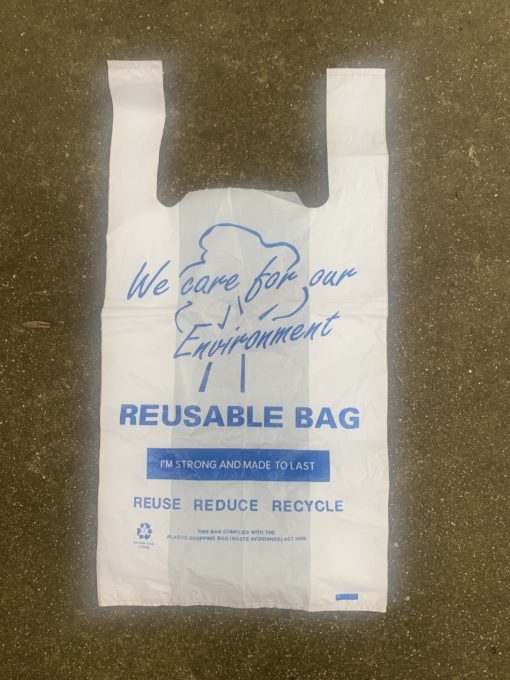 We care for our
Environment
REUSABLE BAG
I'M STRONG AND MADE TO LAST
REUSE REDUCE RECYCLE
THIS BAG COMPLIES WITH THE
PLASTIC SHOPPING BAG (WASTE AVOIDANCE) ACT 2008